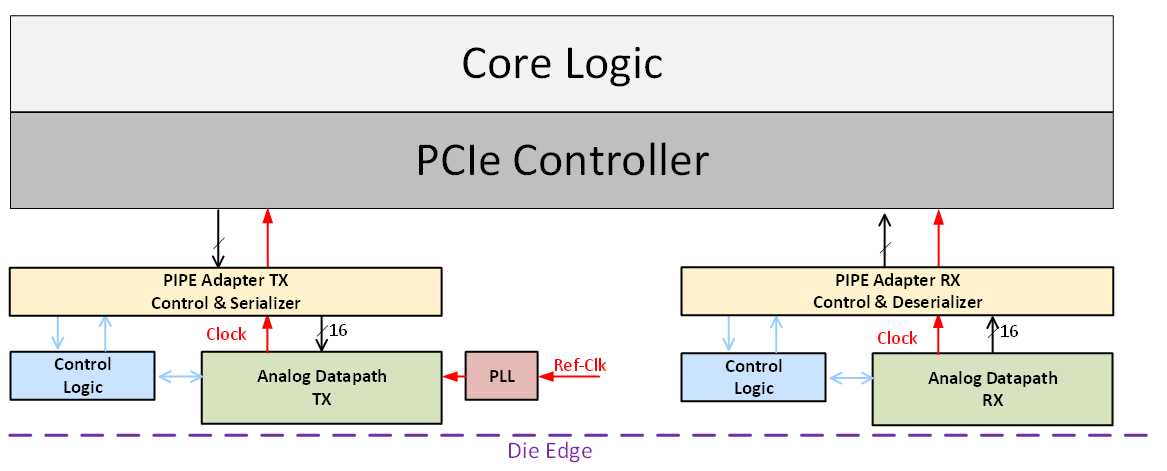 Core Logic
PCIe Controller
PIPE Adapter TX
Control & Serializer
PIPE Adapter RX
Control & Deserializer
Clock
16
Clock
16
Control
Logic
Analog Datapath
TX
PLL
Ref-Clk
Control
Logic
Analog Datapath
RX
Die Edge